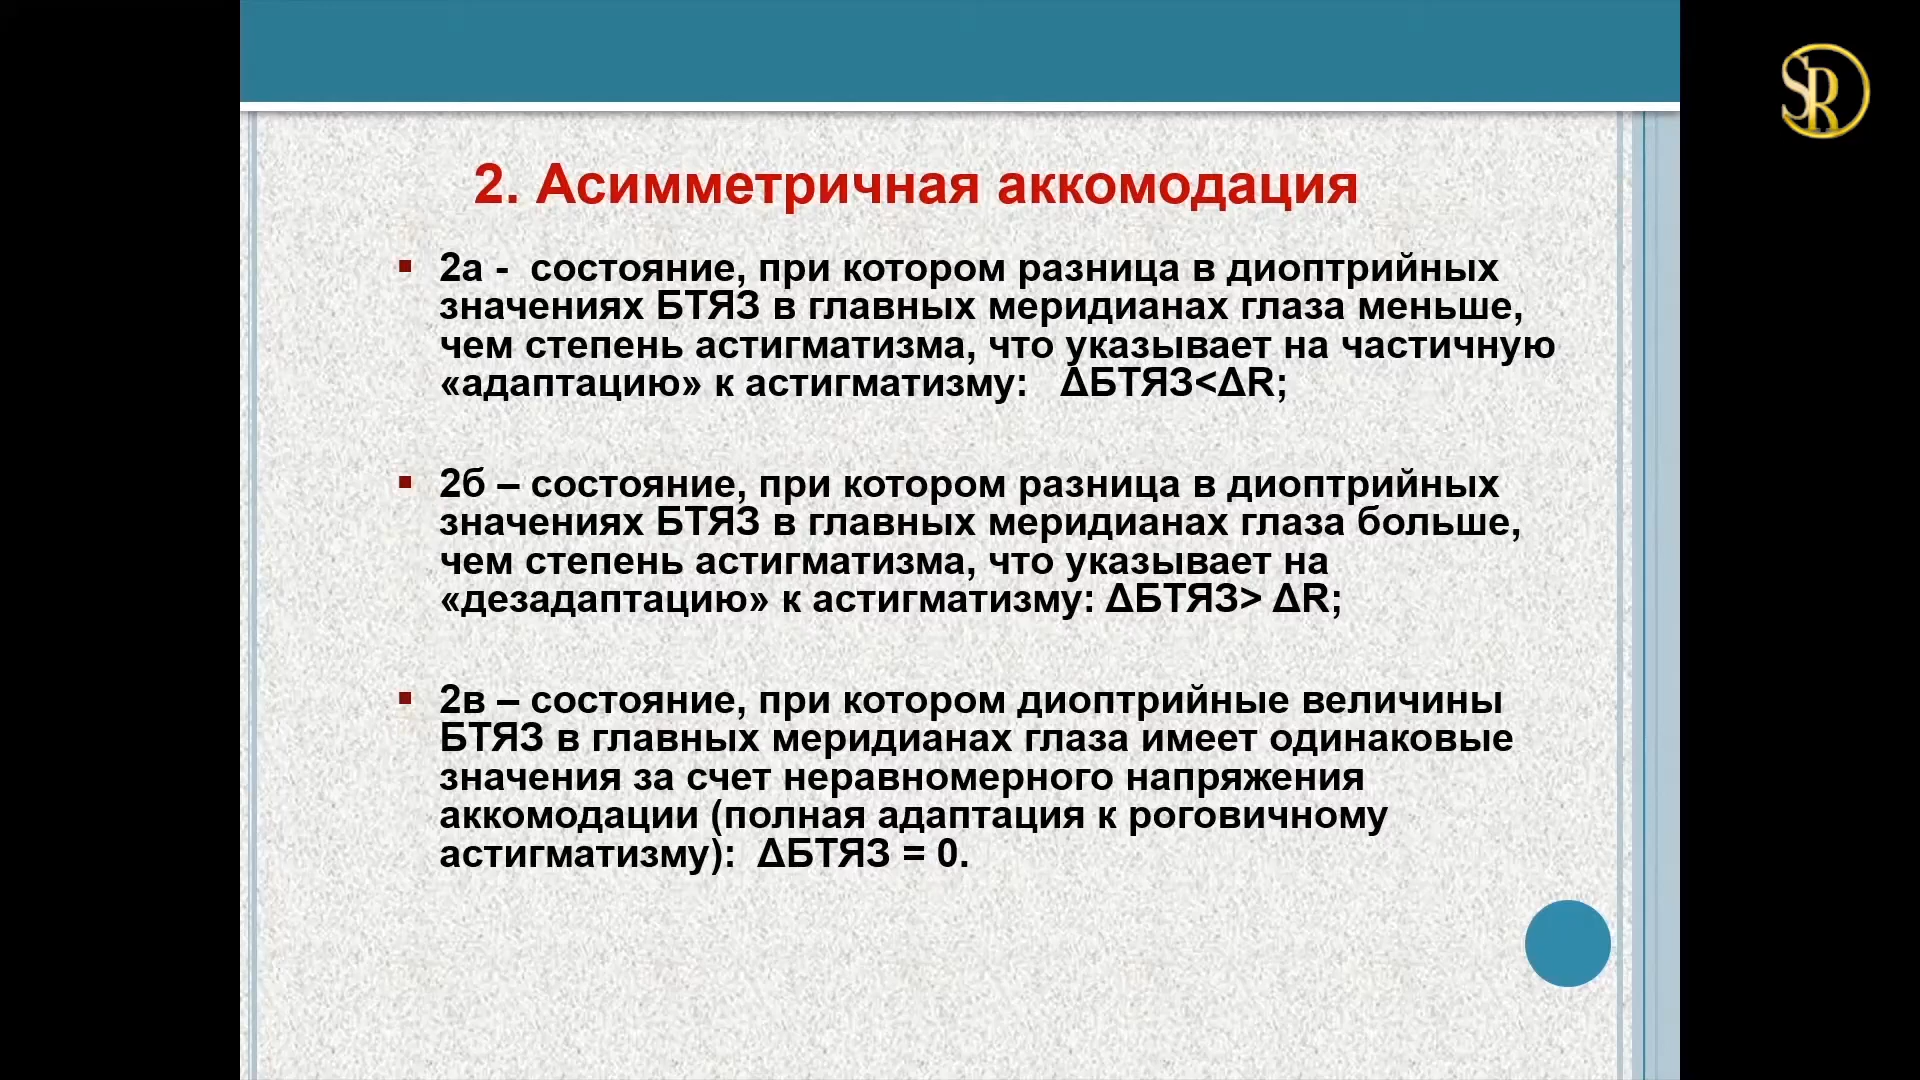 SR
2. Асимметричная аккомодация
▪ 2а - состояние, при котором разница в диоптрийных
значениях БТЯЗ в главных меридианах глаза меньше,
чем степень астигматизма, что указывает на частичную
«адаптацию» к астигматизму: ΔБТЯЗ<ΔR;
▪ 2б – состояние, при котором разница в диоптрийных
значениях БТЯЗ в главных меридианах глаза больше,
чем степень астигматизма, что указывает на
«дезадаптацию» к астигматизму: ΔБТЯЗ> ΔR;
▪ 2в – состояние, при котором диоптрийные величины
БТЯЗ в главных меридианах глаза имеет одинаковые
значения за счет неравномерного напряжения
аккомодации (полная адаптация к роговичному
астигматизму): ΔБТЯЗ = 0.